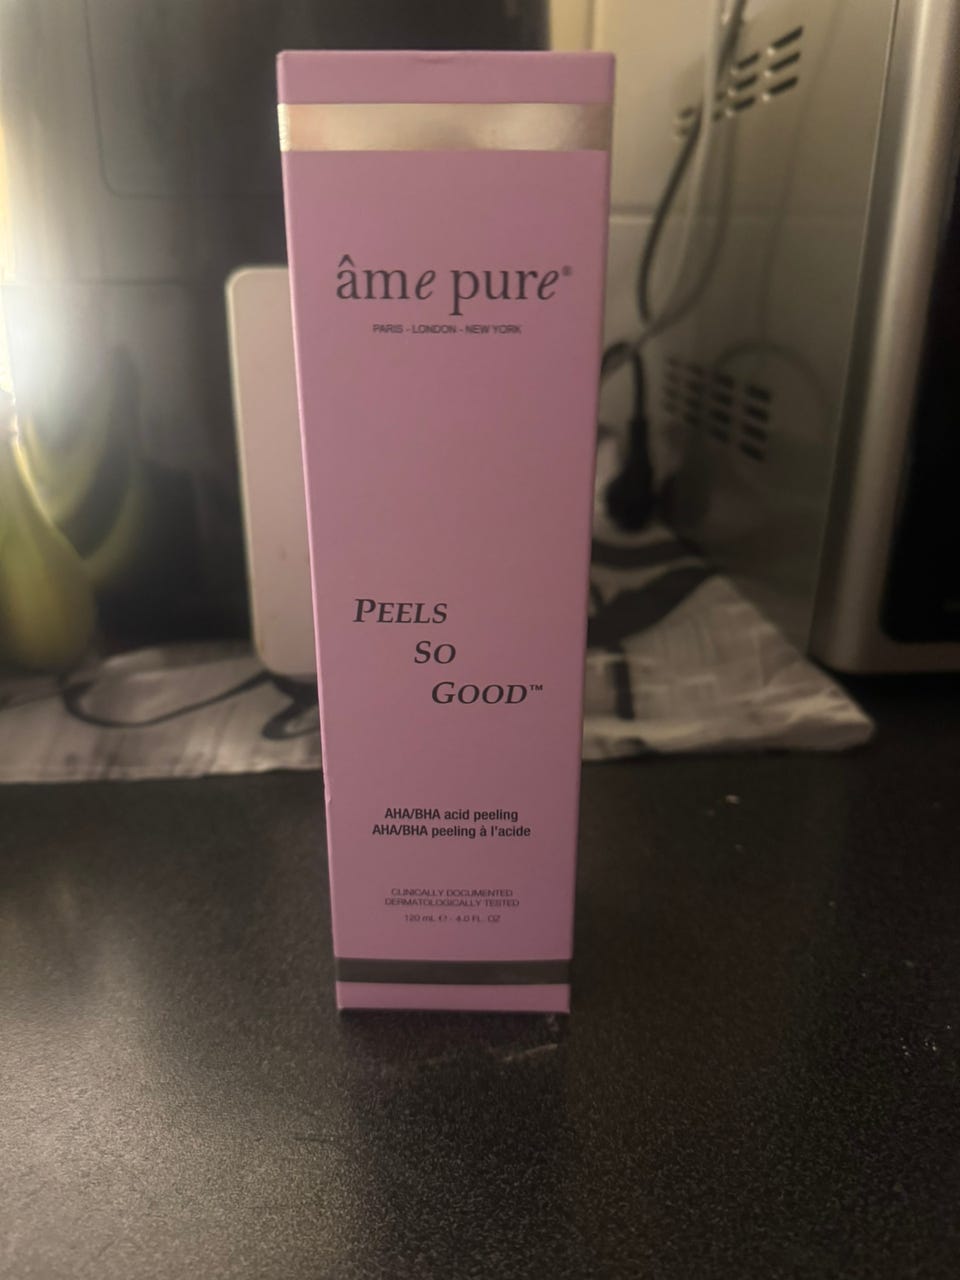 âme pure®
PARIS - LONDON - NEW YORK
PEELS
SO
GOOD™
AHA/BHA acid peeling
AHA/BHA peeling à l'acide
CLINICALLY DOCUMENTED
DERMATOLOGICALLY TESTED
120 mL ℮ - 4.0 FL. OZ